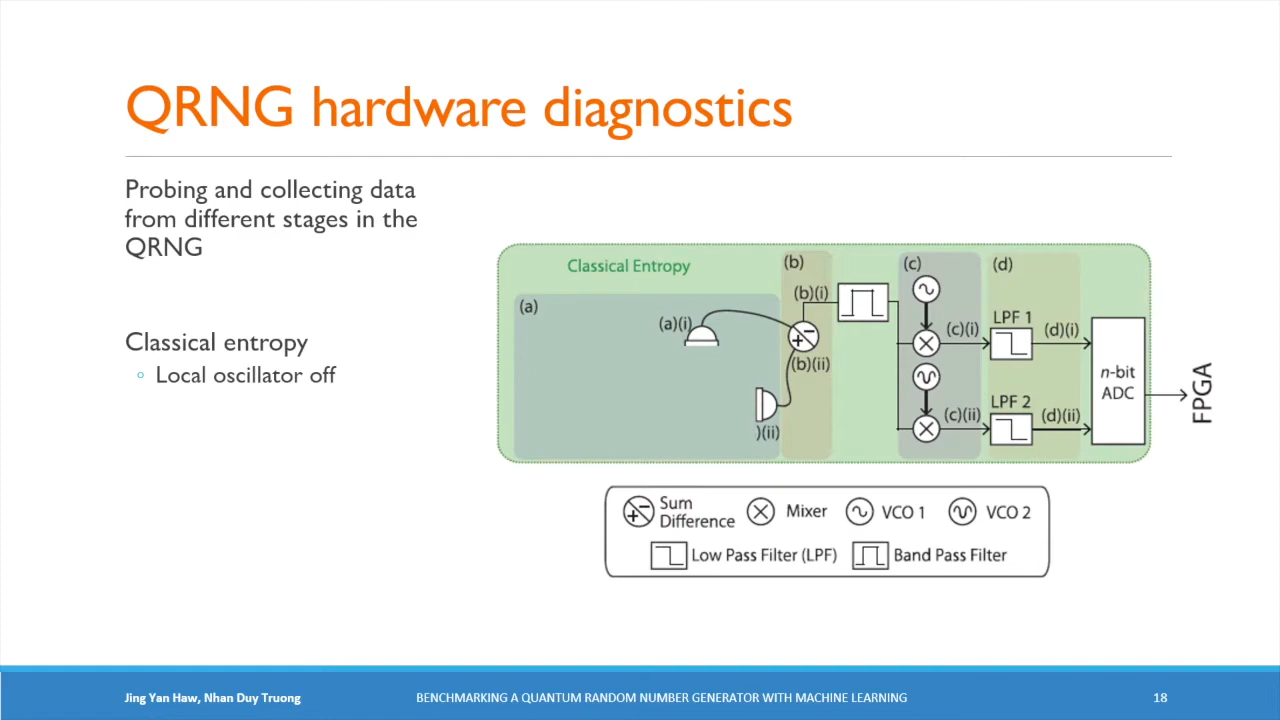 QRNG hardware diagnostics
Probing and collecting data
from different stages in the
QRNG
Classical entropy
◦ Local oscillator off
Classical Entropy
(a)
(a)(i)
)(ii)
(b)
(b)(i)
(b)(ii)
(c)
(c)(i)
(c)(ii)
(d)
LPF 1
(d)(i)
LPF 2
(d)(ii)
n-bit
ADC
FPGA
Sum
Difference
Mixer
VCO 1
VCO 2
Low Pass Filter (LPF)
Band Pass Filter
Jing Yan Haw, Nhan Duy Truong
BENCHMARKING A QUANTUM RANDOM NUMBER GENERATOR WITH MACHINE LEARNING
18